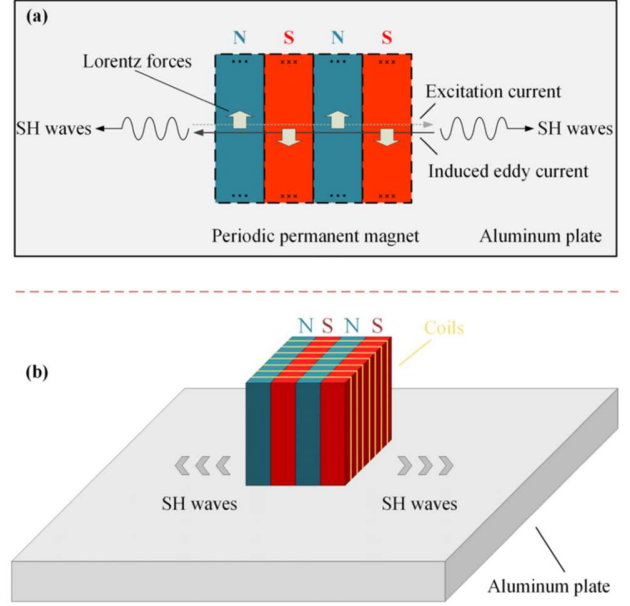 (a)
N S N S
Lorentz forces
Excitation current
SH waves
SH waves
Induced eddy current
Periodic permanent magnet
Aluminum plate
N S N S
Coils
(b)
SH waves
SH waves
Aluminum plate